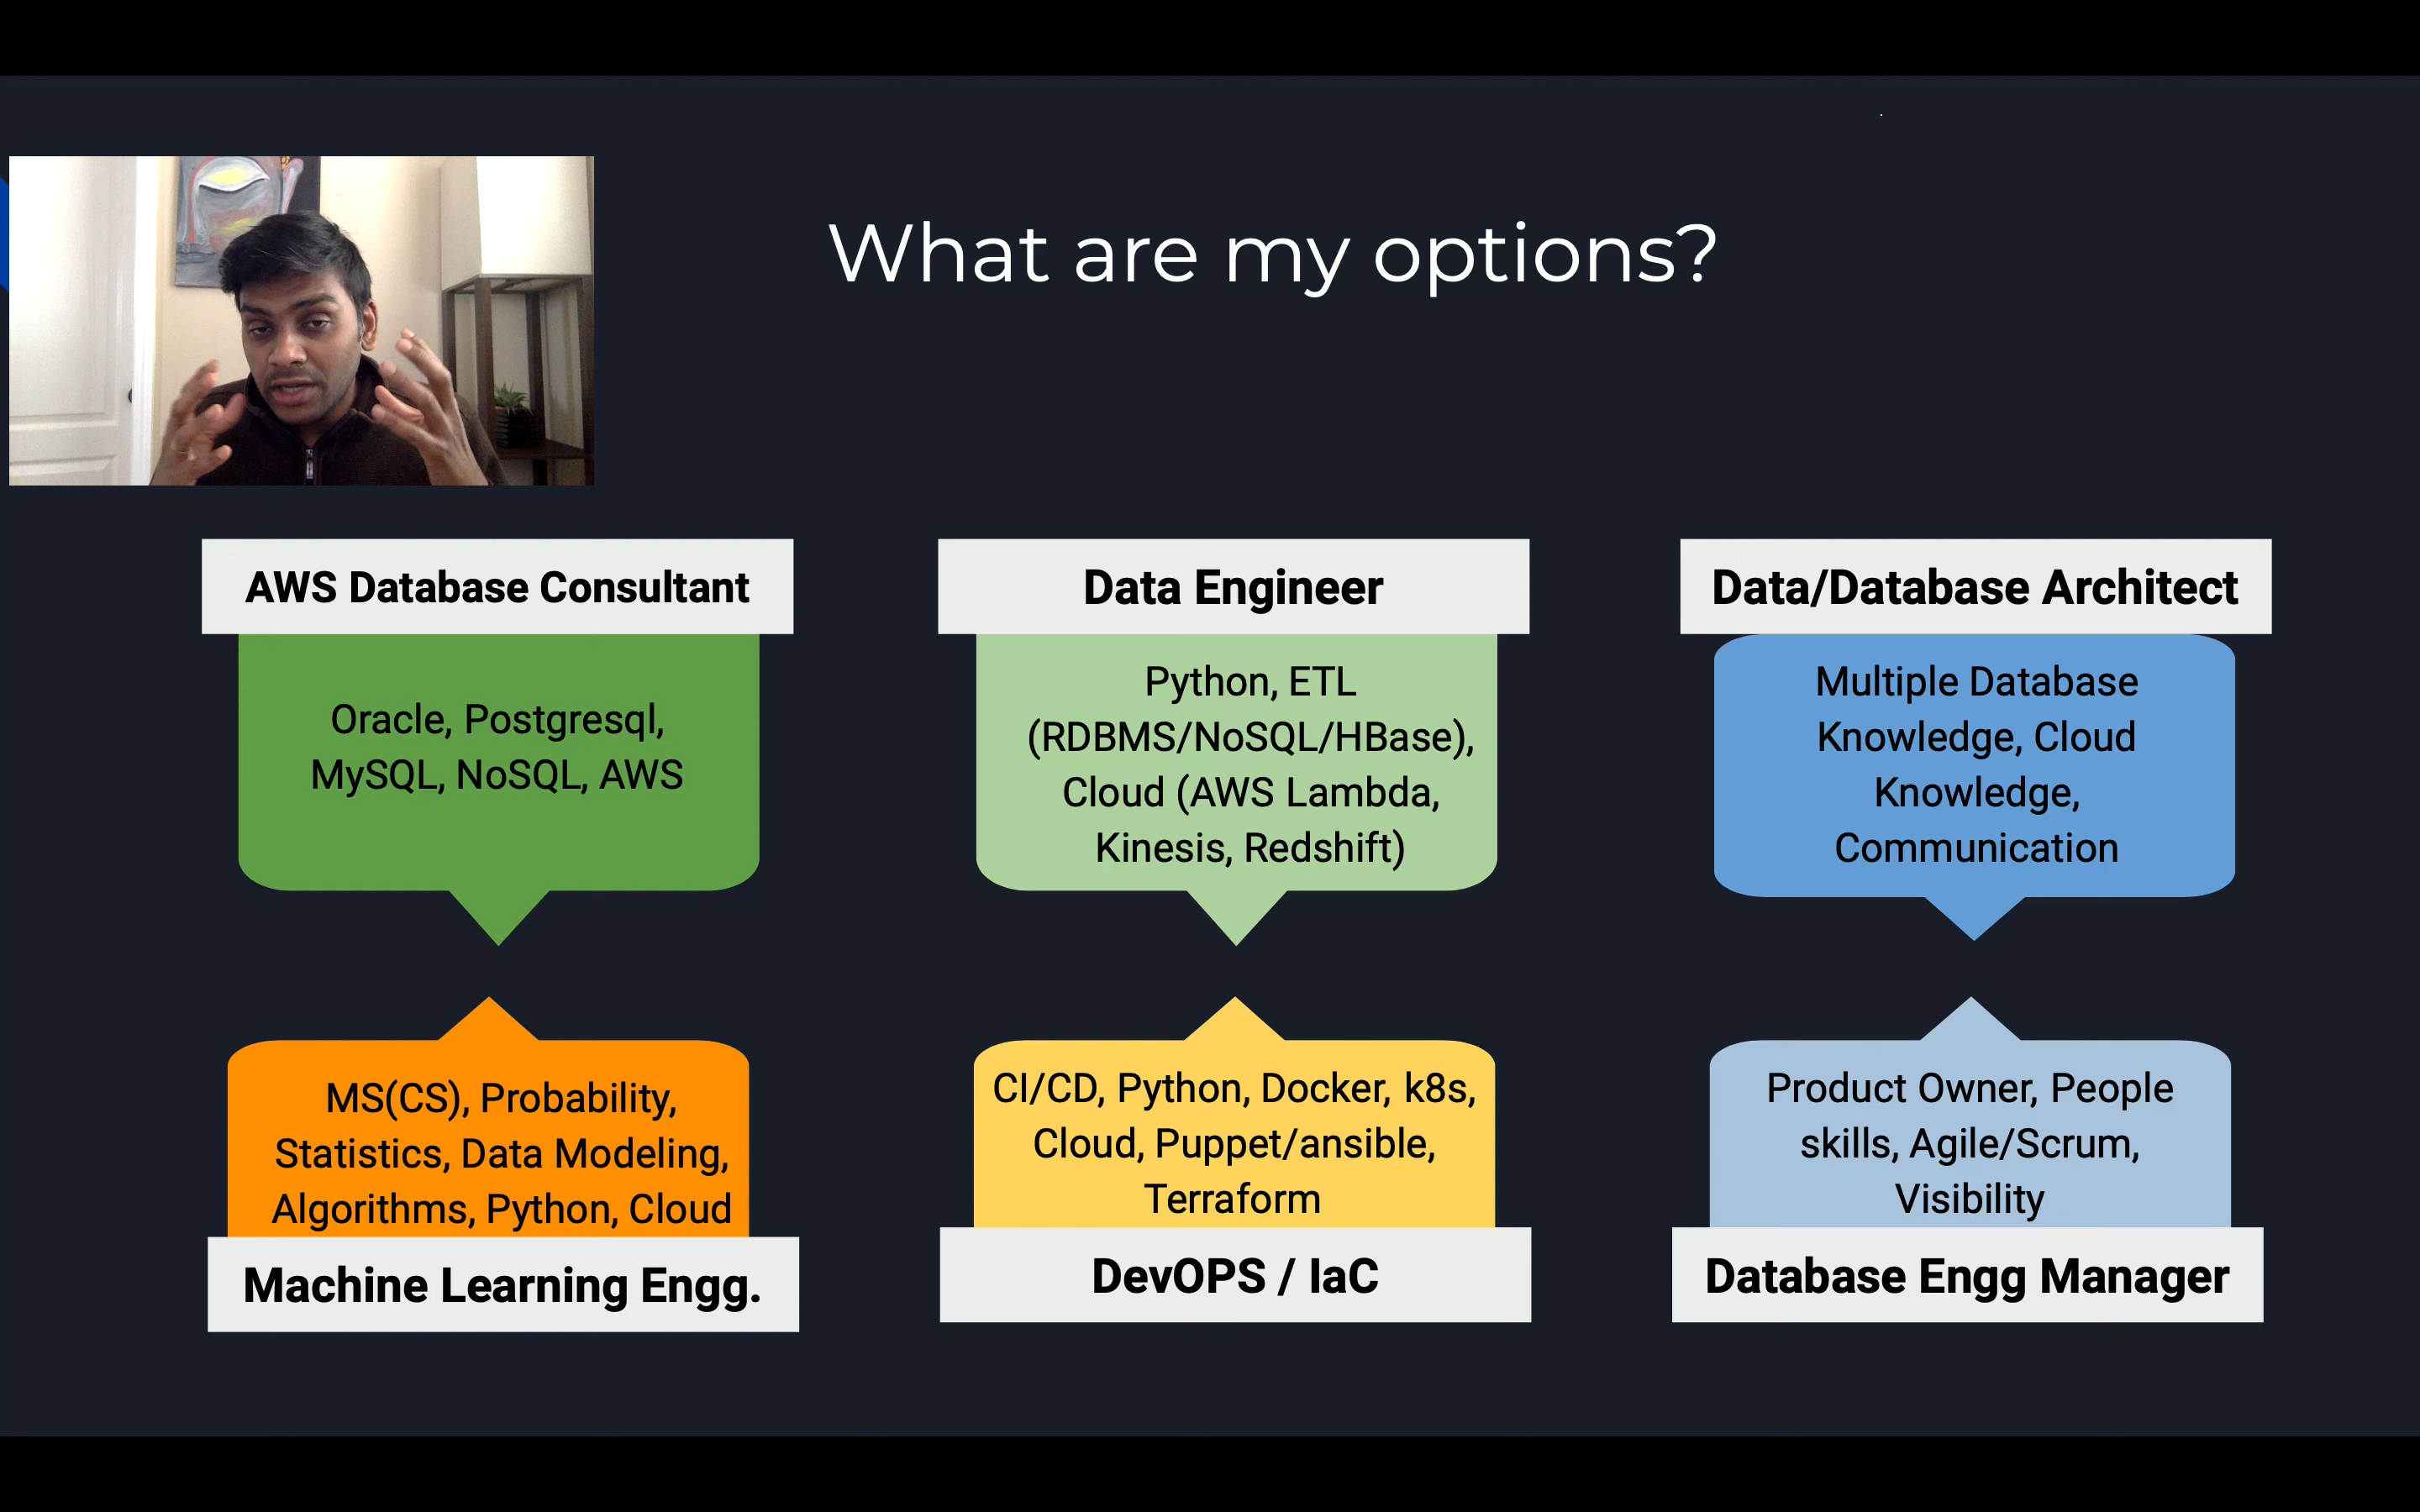 What are my options?
AWS Database Consultant
Oracle, Postgresql,
MySQL, NoSQL, AWS
Data Engineer
Python, ETL
(RDBMS/NoSQL/HBase),
Cloud (AWS Lambda,
Kinesis, Redshift)
Data/Database Architect
Multiple Database
Knowledge, Cloud
Knowledge,
Communication
MS(CS), Probability,
Statistics, Data Modeling,
Algorithms, Python, Cloud
Machine Learning Engg.
CI/CD, Python, Docker, k8s,
Cloud, Puppet/ansible,
Terraform
DevOPS / IaC
Product Owner, People
skills, Agile/Scrum,
Visibility
Database Engg Manager